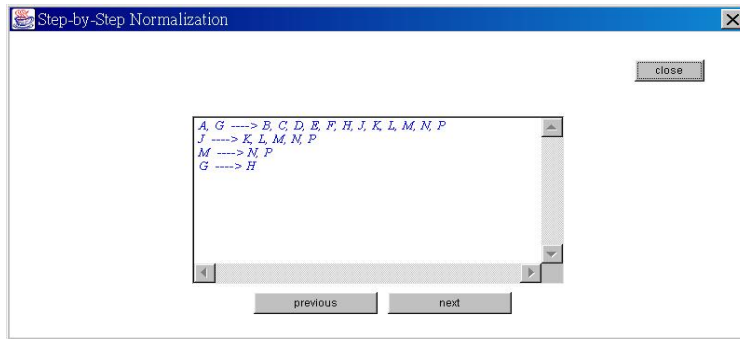 Step-by-Step Normalization
close
A, G ----> B, C, D, E, F, H, J, K, L, M, N, P
J ----> K, L, M, N, P
M ----> N, P
G ----> H
previous next